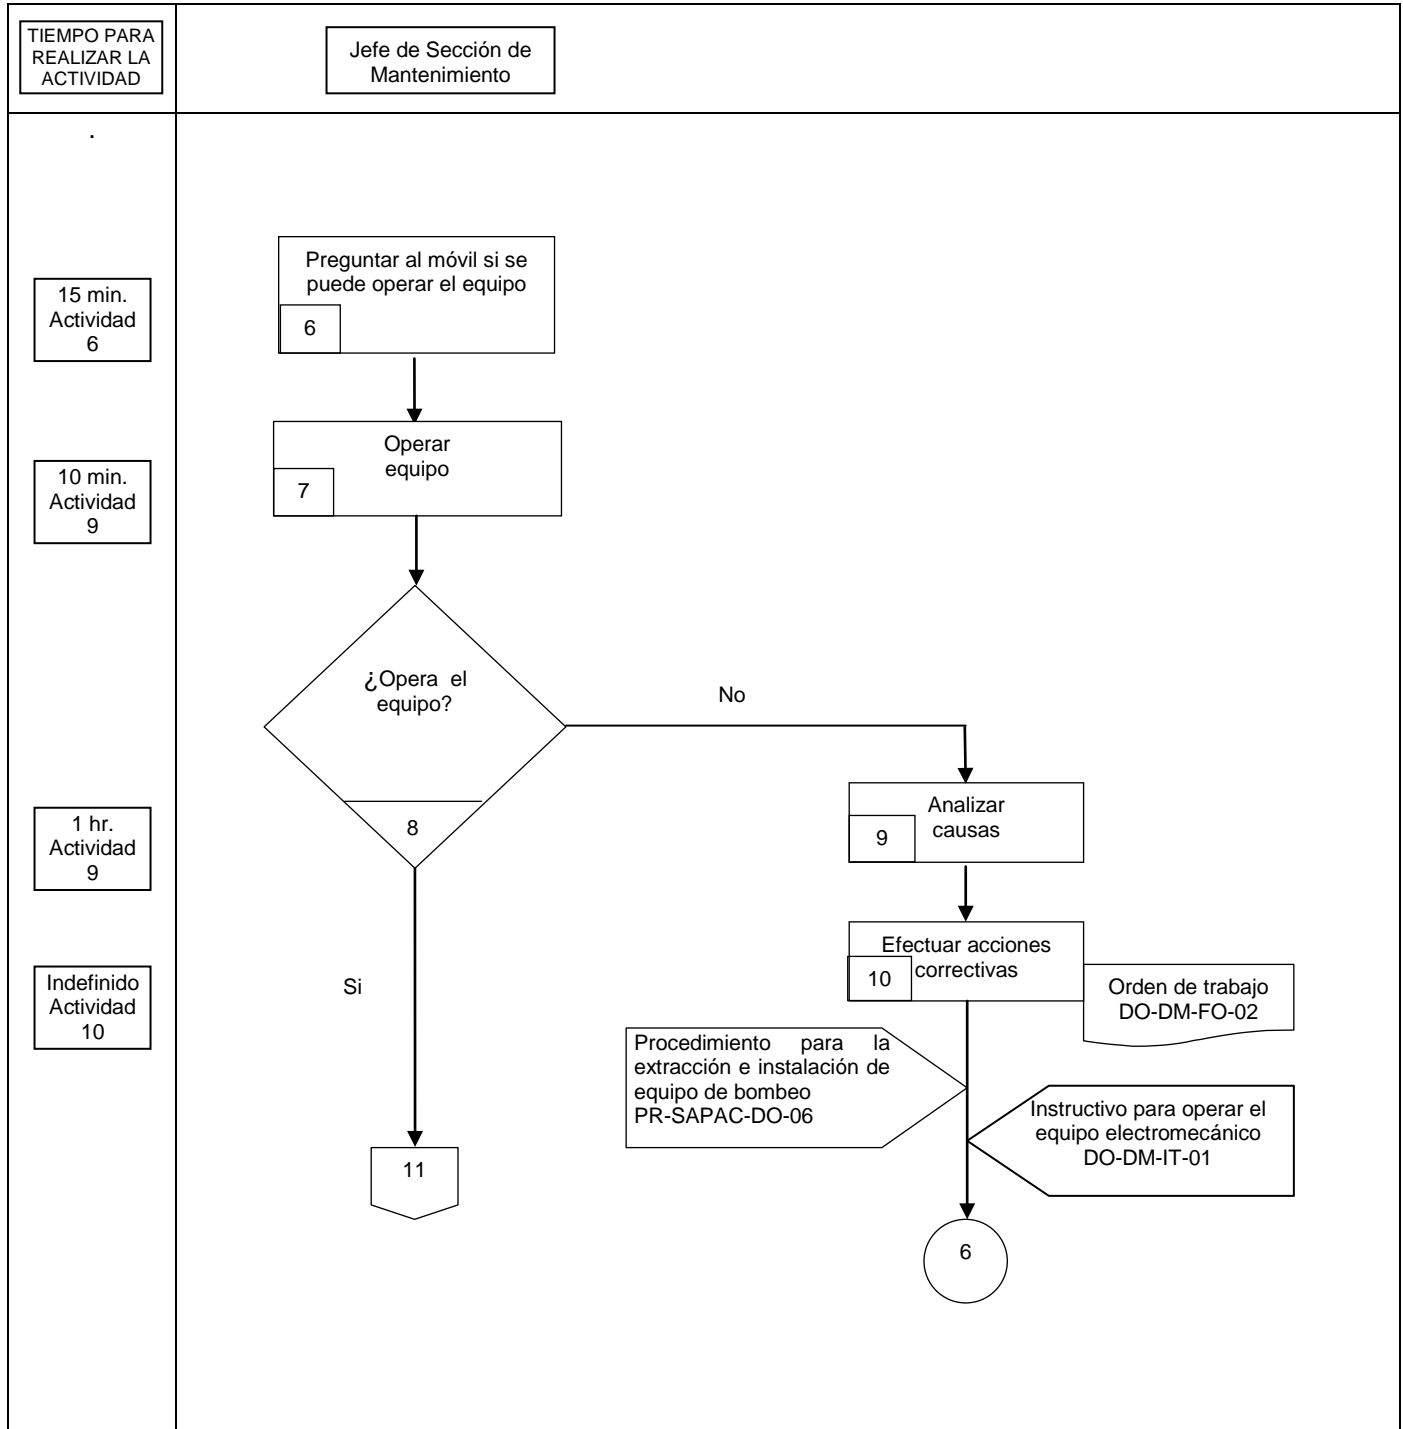 TIEMPO PARA
REALIZAR LA
ACTIVIDAD
Jefe de Sección de
Mantenimiento
.
Preguntar al móvil si se
puede operar el equipo
6
15 min.
Actividad
6
Operar
equipo
7
10 min.
Actividad
9
¿Opera el
equipo?
8
No
1 hr.
Actividad
9
Analizar
causas
9
Efectuar acciones
correctivas
10
Indefinido
Actividad
10
Si
Orden de trabajo
DO-DM-FO-02
Procedimiento para la
extracción e instalación de
equipo de bombeo
PR-SAPAC-DO-06
Instructivo para operar el
equipo electromecánico
DO-DM-IT-01
11
6